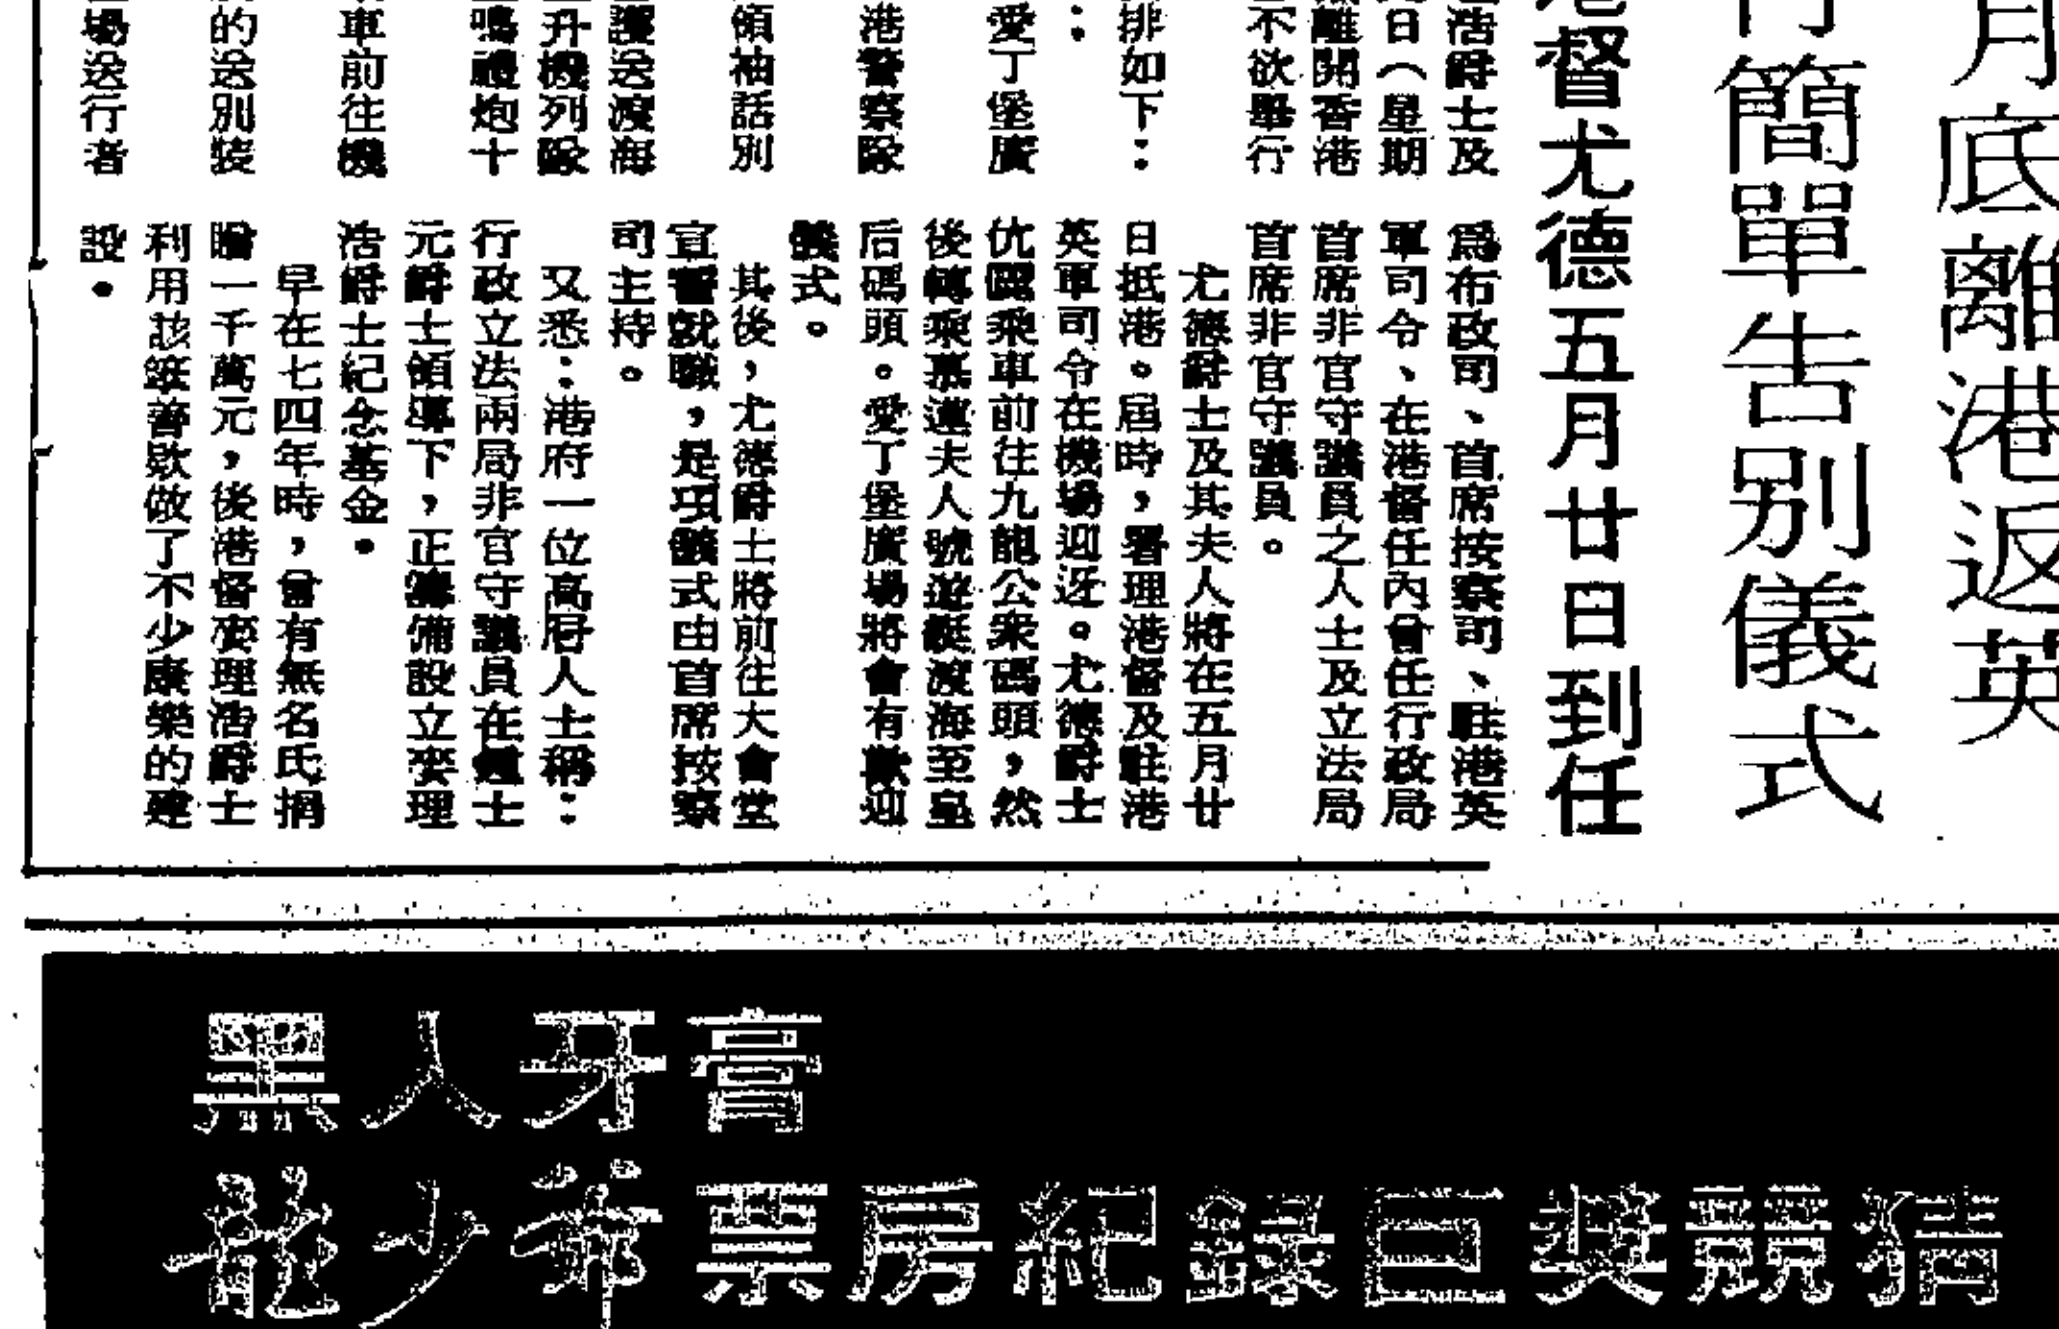 月底離港返英
行簡單告別儀式
督尤德五月廿日到任
浩爵士及
日（星期
離開香港
不欲舉行
排如下：
：
愛丁堡廣
港警察隊
領袖話別
護送渡海
升機列隊
鳴禮炮十
車前往機
的送別裝
場送行者
為布政司、首席按察司、駐港英
軍司令、在港督任內曾任行政局
首席非官守議員之人士及立法局
首席非官守議員。
尤德爵士及其夫人將在五月廿
日抵港。屆時，署理港督及駐港
英軍司令在機場迎迓。尤德爵士
伉儷乘車前往九龍公眾碼頭，然
後轉乘慕蓮夫人號遊艇渡海至皇
后碼頭。愛丁堡廣場將會有歡迎
儀式。
其後，尤德爵士將前往大會堂
宣誓就職，是項儀式由首席按察
司主持。
又悉：港府一位高層人士稱：
行政立法兩局非官守議員在鍾士
元爵士領導下，正籌備設立麥理
浩爵士紀念基金。
早在七四年時，曾有無名氏捐
贈一千萬元，後港督麥理浩爵士
利用該筆善款做了不少康樂的建
設。
黑人牙膏
龍少爺票房紀錄巨獎競猜